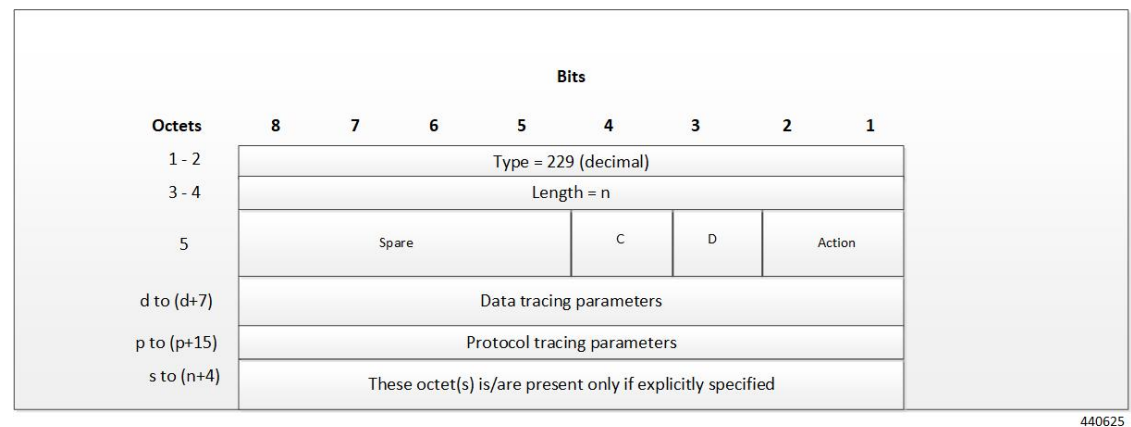 Bits
Octets 8 7 6 5 4 3 2 1
1 - 2 Type = 229 (decimal)
3 - 4 Length = n
5 Spare C D Action
d to (d+7) Data tracing parameters
p to (p+15) Protocol tracing parameters
s to (n+4) These octet(s) is/are present only if explicitly specified
440625